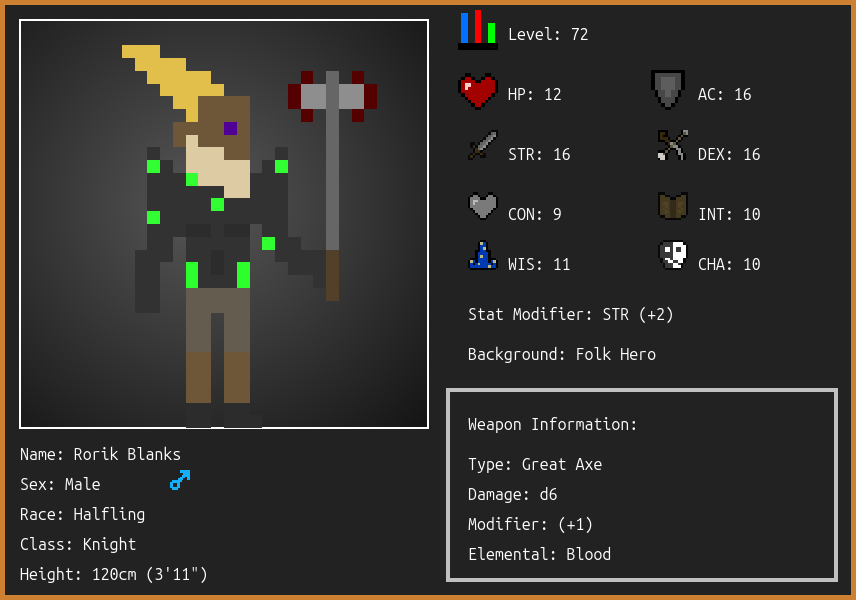 Level: 72
HP: 12
AC: 16
STR: 16
DEX: 16
CON: 9
INT: 10
WIS: 11
CHA: 10
Stat Modifier: STR (+2)
Background: Folk Hero
Weapon Information:
Type: Great Axe
Damage: d6
Modifier: (+1)
Elemental: Blood
Name: Rorik Blanks
Sex: Male
Race: Halfling
Class: Knight
Height: 120cm (3'11")